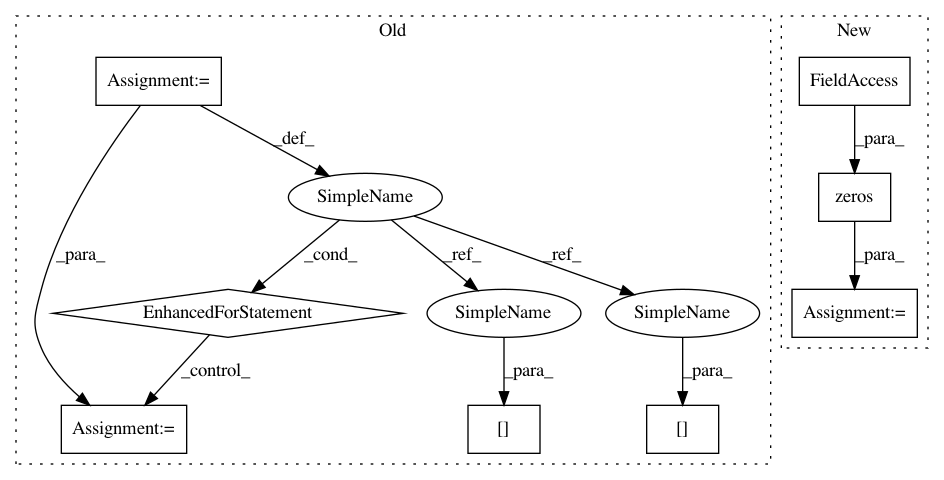 Old
New
Assignment:=
FieldAccess
_def_
_para_
SimpleName
zeros
_para_
_cond_
_ref_
_ref_
_para_
EnhancedForStatement
SimpleName
SimpleName
Assignment:=
_control_
_para_
_para_
Assignment:=
[]
[]